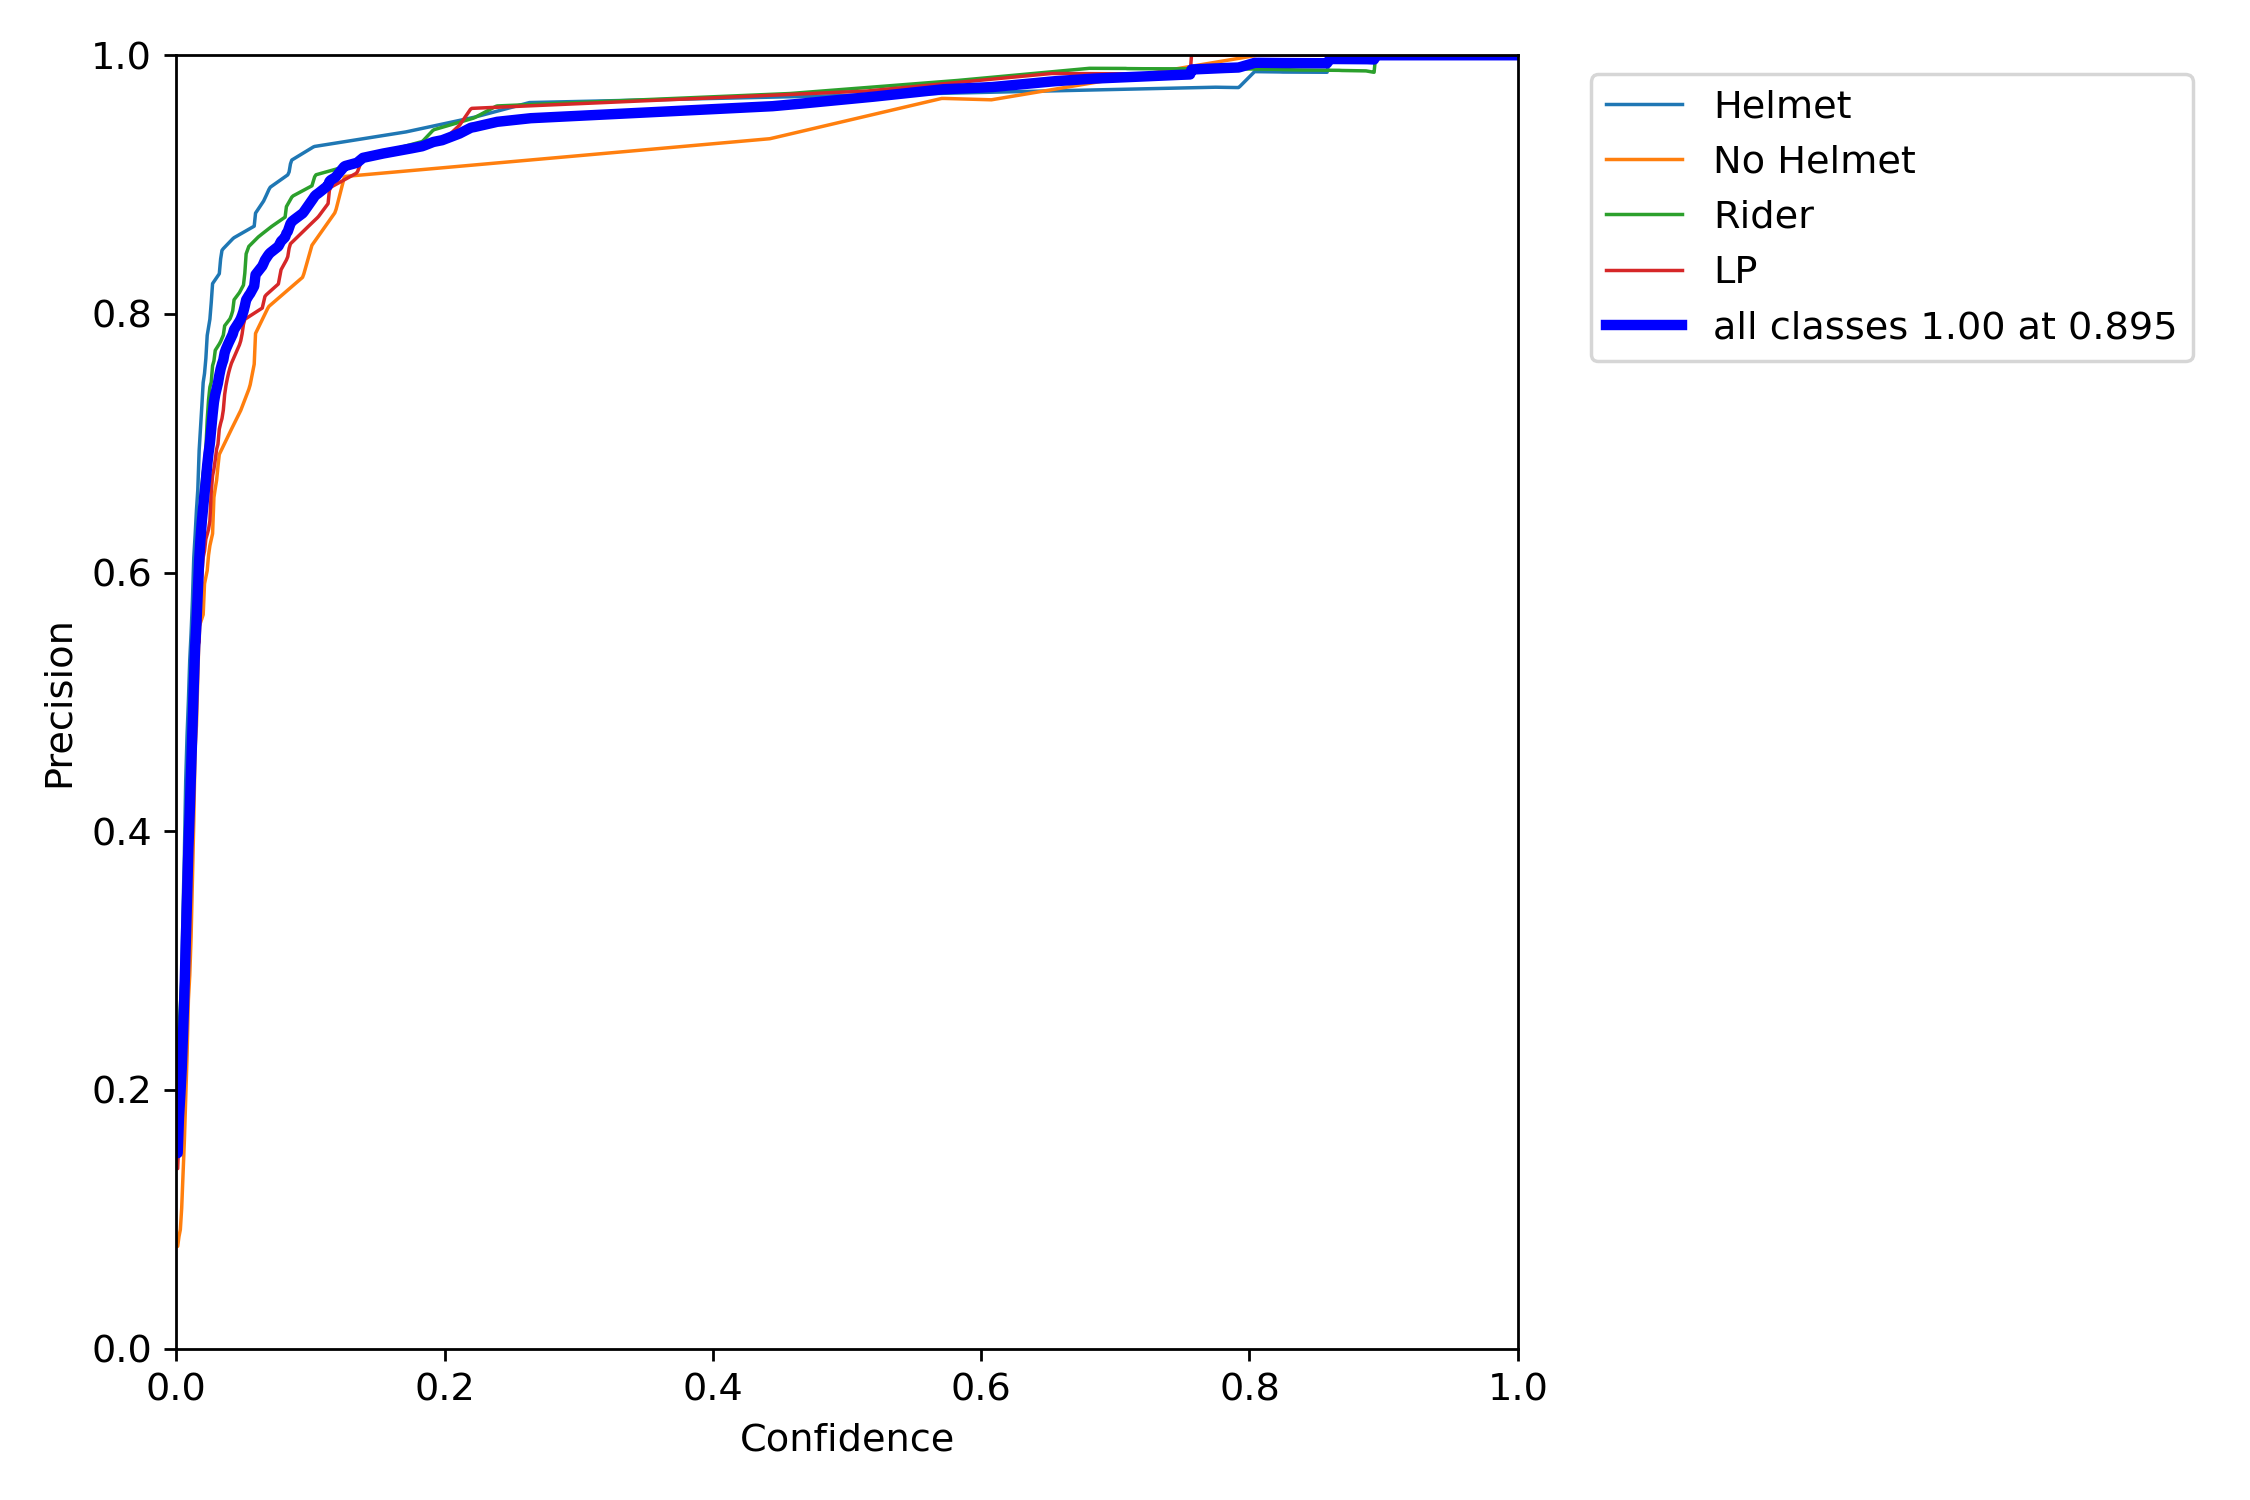 1.0
0.8
0.6
0.4
0.2
0.0
Precision
0.0 0.2 0.4 0.6 0.8 1.0
Confidence
Helmet
No Helmet
Rider
LP
all classes 1.00 at 0.895